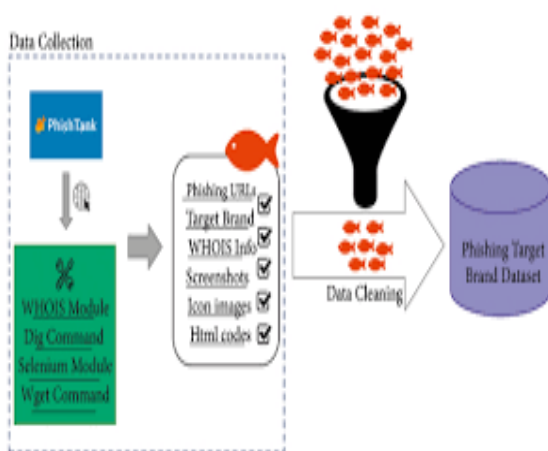 Data Collection
PhishTank
WHOIS Module
Dig Command
Selenium Module
Wget Command
Phishing URLs
Target Brand
WHOIS Info
Screenshots
Icon images
Html codes
Data Cleaning
Phishing Target
Brand Dataset